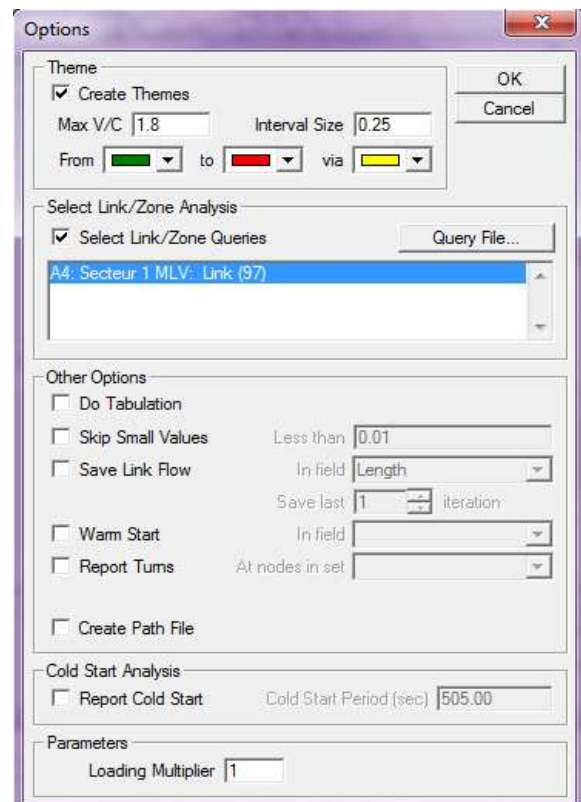 Options
Theme
Create Themes
OK
Cancel
Max V/C 1.8 Interval Size 0.25
From to via
Select Link/Zone Analysis
Select Link/Zone Queries Query File...
A4: Secteur 1 MLV: Link (97)
Other Options
Do Tabulation
Skip Small Values Less than 0.01
Save Link Flow In field Length
Save last 1 iteration
Warm Start In field
Report Turns At nodes in set
Create Path File
Cold Start Analysis
Report Cold Start Cold Start Period (sec) 505.00
Parameters
Loading Multiplier 1